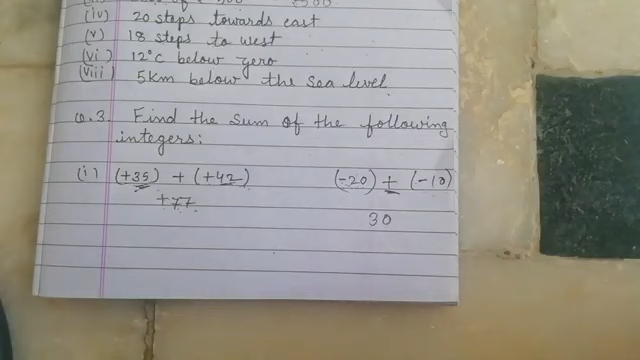 (iv) 20 steps towards east
(v) 18 steps to west
(vi) 12°C below zero
(viii) 5km below the sea level
Q.3. Find the sum of the following
integers:
(i) (+35) + (+42) (-20) + (-10)
+77 30